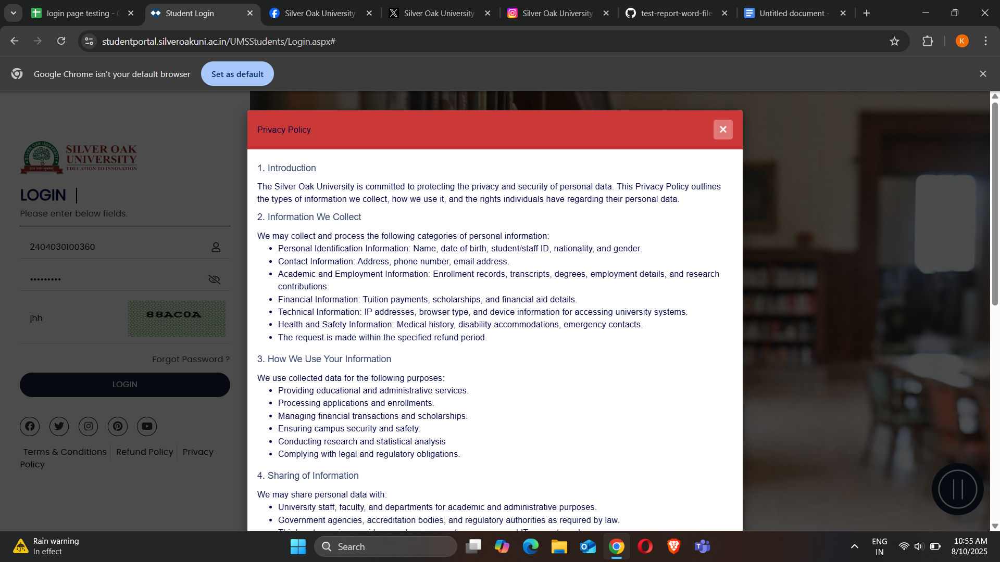 login page testing -
Student Login
Silver Oak University
Silver Oak University
Silver Oak University
test-report-word-file
Untitled document -
studentportal.silveroakuni.ac.in/UMSStudents/Login.aspx#
K
Google Chrome isn't your default browser
Set as default
SILVER OAK
UNIVERSITY
EDUCATION TO INNOVATION
LOGIN
Please enter below fields.
2404030100360
•••••••••
jhh
88AC0A
Forgot Password ?
LOGIN
Terms & Conditions
Refund Policy
Privacy
Policy
Privacy Policy
1. Introduction
The Silver Oak University is committed to protecting the privacy and security of personal data. This Privacy Policy outlines
the types of information we collect, how we use it, and the rights individuals have regarding their personal data.
2. Information We Collect
We may collect and process the following categories of personal information:
• Personal Identification Information: Name, date of birth, student/staff ID, nationality, and gender.
• Contact Information: Address, phone number, email address.
• Academic and Employment Information: Enrollment records, transcripts, degrees, employment details, and research
contributions.
• Financial Information: Tuition payments, scholarships, and financial aid details.
• Technical Information: IP addresses, browser type, and device information for accessing university systems.
• Health and Safety Information: Medical history, disability accommodations, emergency contacts.
• The request is made within the specified refund period.
3. How We Use Your Information
We use collected data for the following purposes:
• Providing educational and administrative services.
• Processing applications and enrollments.
• Managing financial transactions and scholarships.
• Ensuring campus security and safety.
• Conducting research and statistical analysis
• Complying with legal and regulatory obligations.
4. Sharing of Information
We may share personal data with:
• University staff, faculty, and departments for academic and administrative purposes.
• Government agencies, accreditation bodies, and regulatory authorities as required by law.
Rain warning
In effect
Search
ENG
IN
10:55 AM
8/10/2025